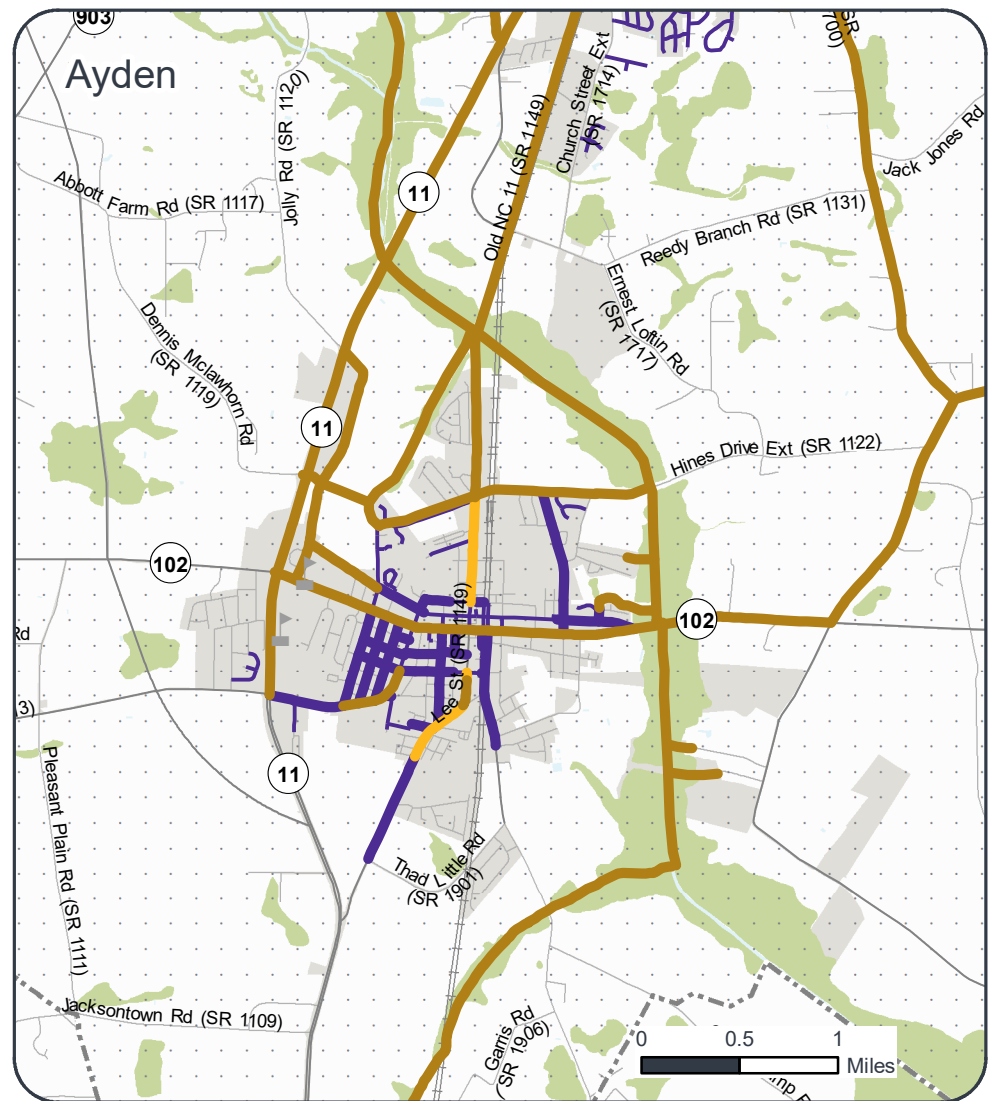 903
Ayden
SR
700)
Church Street Ext
(SR 1714)
Old NC 11 (SR 1149)
Jolly Rd (SR 1120)
Jack Jones Rd
Abbott Farm Rd (SR 1117)
11
Reedy Branch Rd (SR 1131)
Ernest Loftin Rd
(SR 1717)
Dennis Mclawhorn Rd
(SR 1119)
11
Hines Drive Ext (SR 1122)
102
102
Rd
Lee St (SR 1149)
3)
11
Pleasant Plain Rd (SR 1111)
Thad Little Rd
(SR 1901)
Jacksontown Rd (SR 1109)
Garris Rd
(SR 1906)
0 0.5 1
Miles